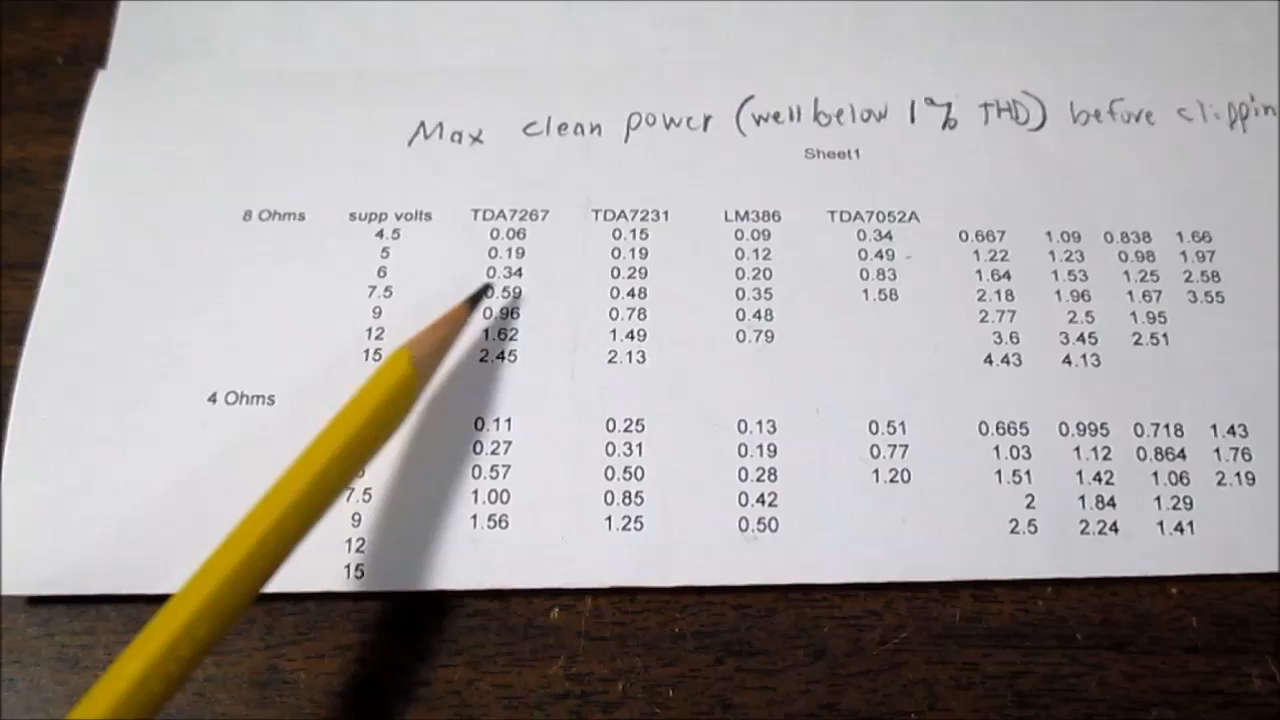 Max clean power (well below 1% THD) before clippin
Sheet1
8 Ohms supp volts TDA7267 TDA7231 LM386 TDA7052A
4.5 0.06 0.15 0.09 0.34 0.667 1.09 0.838 1.66
5 0.19 0.19 0.12 0.49 1.22 1.23 0.98 1.97
6 0.34 0.29 0.20 0.83 1.64 1.53 1.25 2.58
7.5 0.59 0.48 0.35 1.58 2.18 1.96 1.67 3.55
9 0.96 0.78 0.48 2.77 2.5 1.95
12 1.62 1.49 0.79 3.6 3.45 2.51
15 2.45 2.13 4.43 4.13
4 Ohms
0.11 0.25 0.13 0.51 0.665 0.995 0.718 1.43
0.27 0.31 0.19 0.77 1.03 1.12 0.864 1.76
0.57 0.50 0.28 1.20 1.51 1.42 1.06 2.19
7.5 1.00 0.85 0.42 2 1.84 1.29
9 1.56 1.25 0.50 2.5 2.24 1.41
12
15